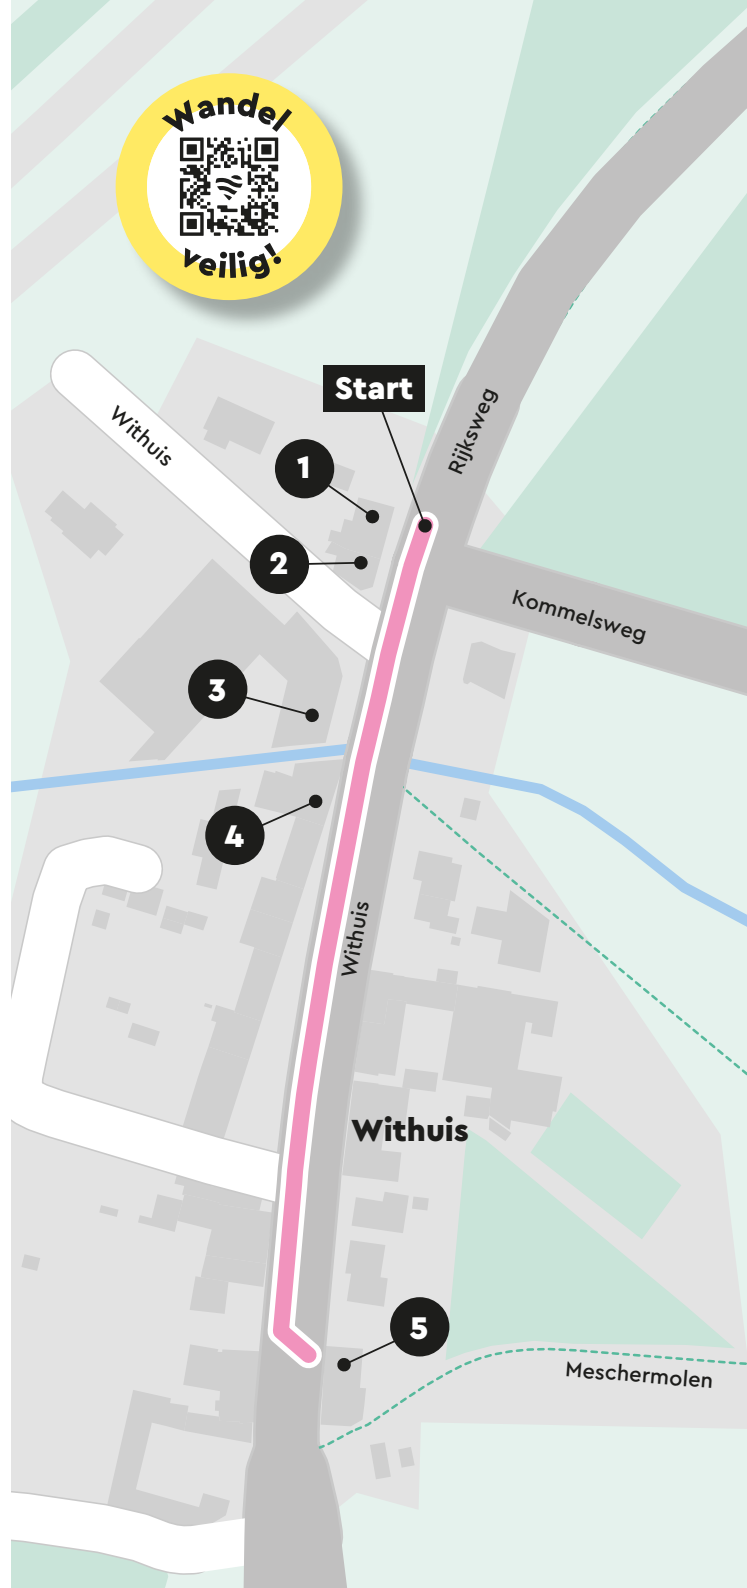 Wandel
veilig!
Start
Rijksweg
Withuis
1
2
Kommelsweg
3
4
Withuis
Withuis
5
Meschermolen